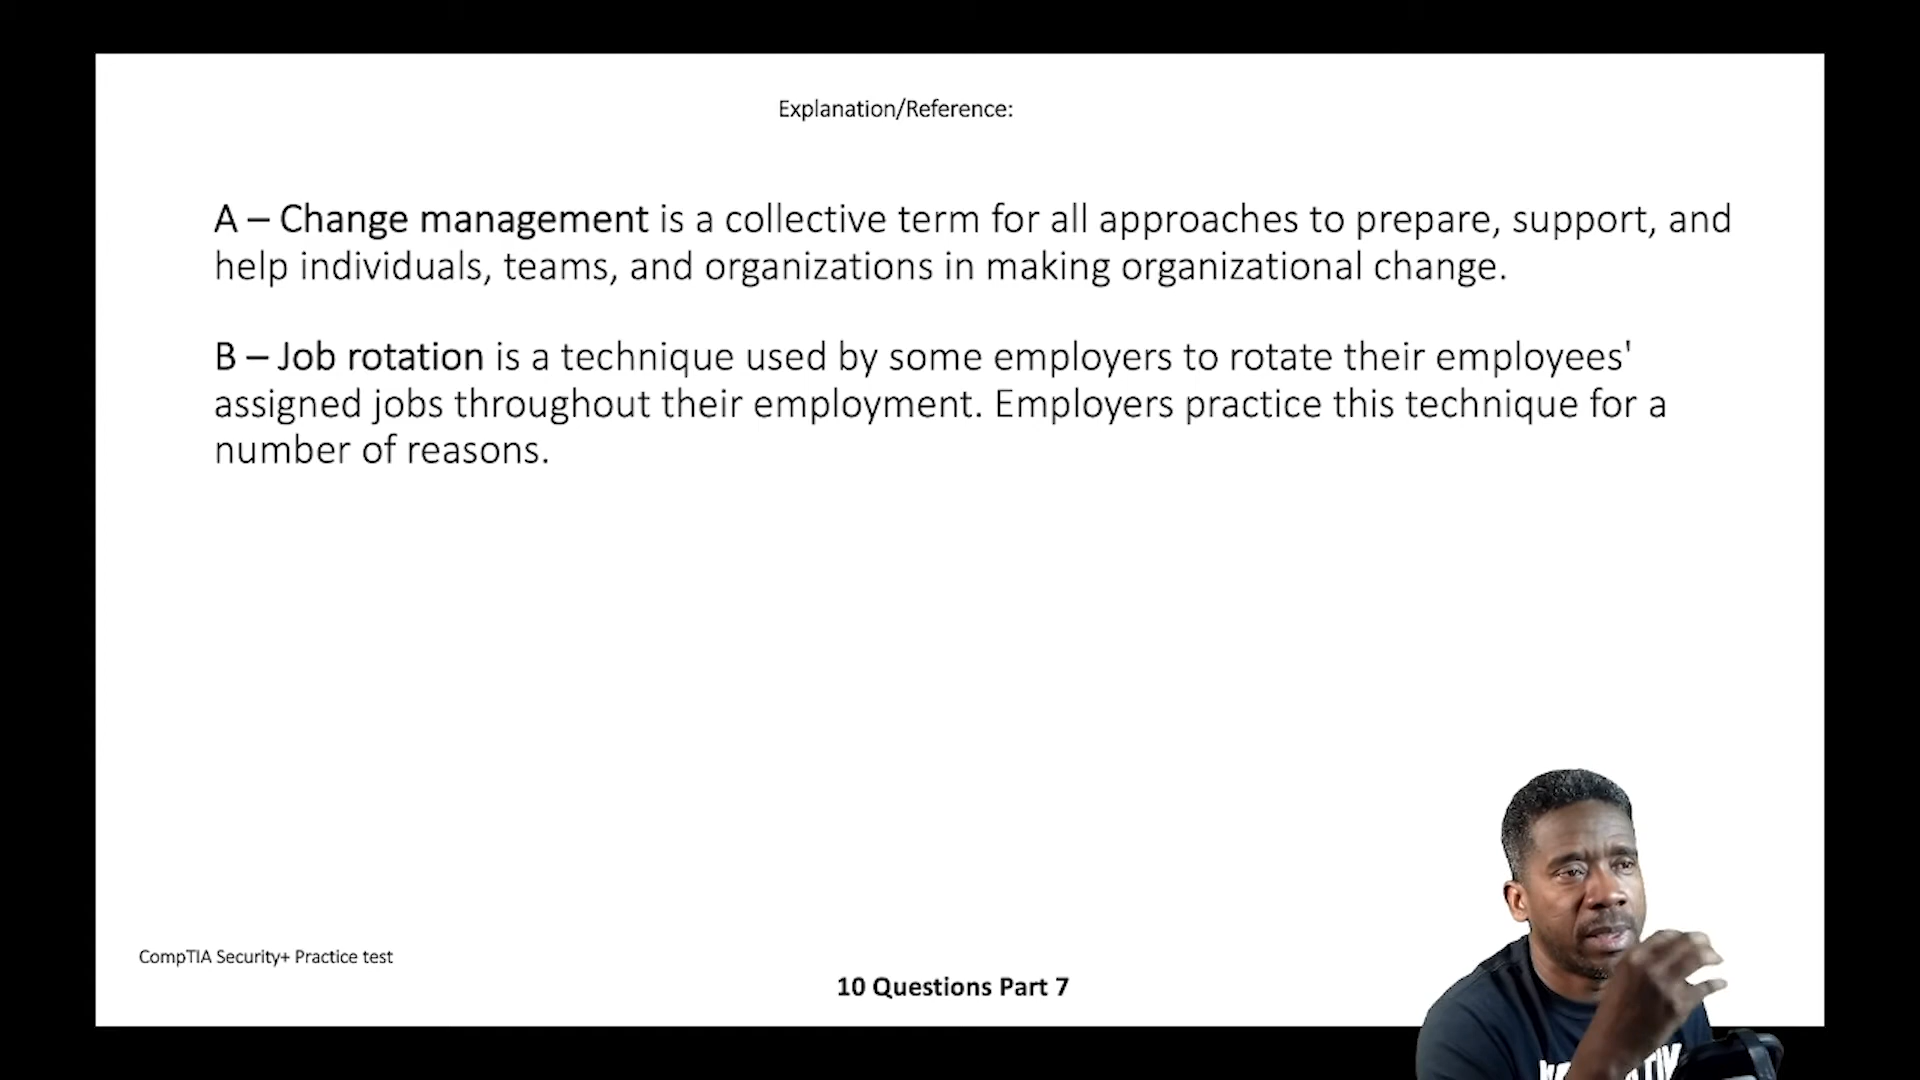 Explanation/Reference:
A – Change management is a collective term for all approaches to prepare, support, and
help individuals, teams, and organizations in making organizational change.
B – Job rotation is a technique used by some employers to rotate their employees'
assigned jobs throughout their employment. Employers practice this technique for a
number of reasons.
CompTIA Security+ Practice test
10 Questions Part 7